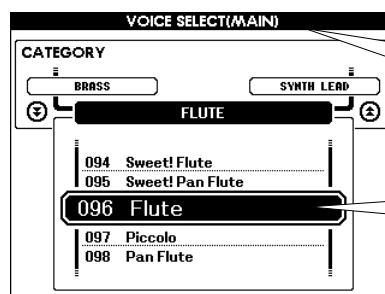 VOICE SELECT(MAIN)
CATEGORY
BRASS SYNTH LEAD
FLUTE
094 Sweet! Flute
095 Sweet! Pan Flute
096 Flute
097 Piccolo
098 Pan Flute